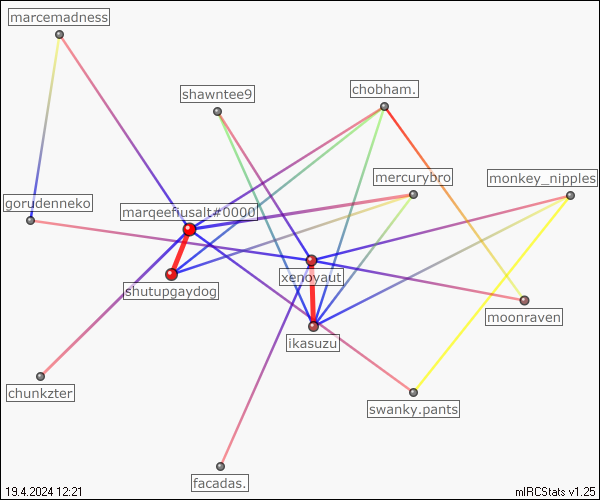 marcemadness
shawntee9
chobham.
mercurybro
monkey_nipples
gorudenneko
marqeefiusalt#0000
xenoyaut
shutupgaydog
moonraven
ikasuzu
chunkzter
swanky.pants
facadas.
19.4.2024 12:21
mIRCStats v1.25